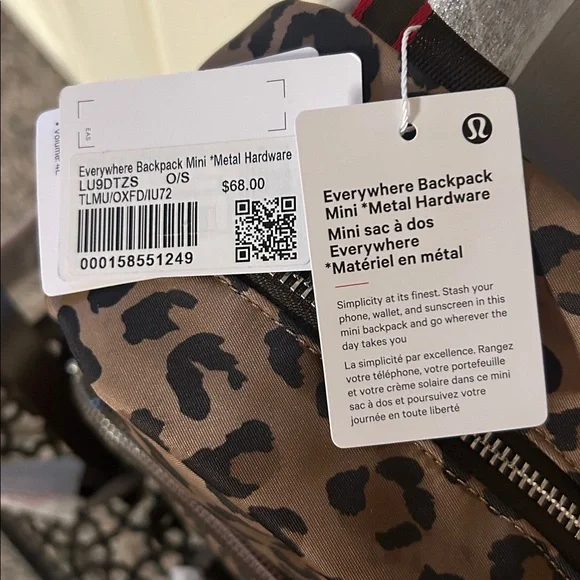 EAS
Everywhere Backpack Mini *Metal Hardware
LU9DTZS O/S
TLMU/OXFD/IU72
$68.00
000158551249
Everywhere Backpack
Mini *Metal Hardware
Mini sac à dos
Everywhere
*Matériel en métal
Simplicity at its finest. Stash your
phone, wallet, and sunscreen in this
mini backpack and go wherever the
day takes you
La simplicité par excellence. Rangez
votre téléphone, votre portefeuille
et votre crème solaire dans ce mini
sac à dos et poursuivez votre
journée en toute liberté